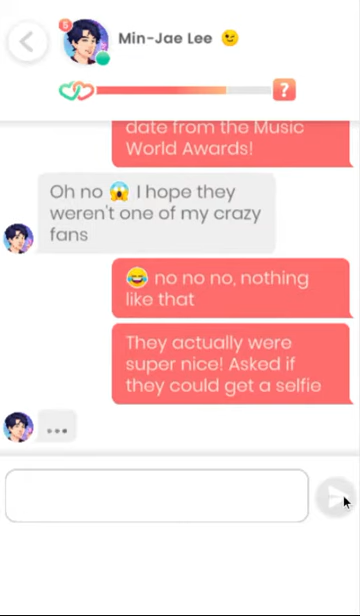 5
Min-Jae Lee 😉
?
date from the Music
World Awards!
Oh no 😱 I hope they
weren't one of my crazy
fans
😂 no no no, nothing
like that
They actually were
super nice! Asked if
they could get a selfie
...